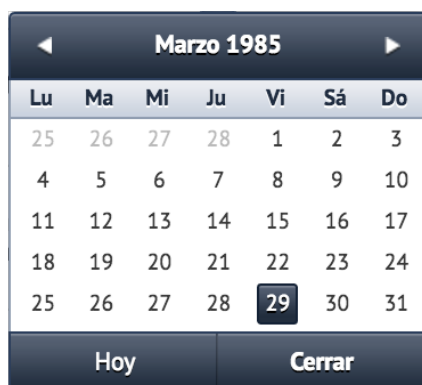 Marzo 1985
Lu Ma Mi Ju Vi Sá Do
25 26 27 28 1 2 3
4 5 6 7 8 9 10
11 12 13 14 15 16 17
18 19 20 21 22 23 24
25 26 27 28 29 30 31
Hoy Cerrar